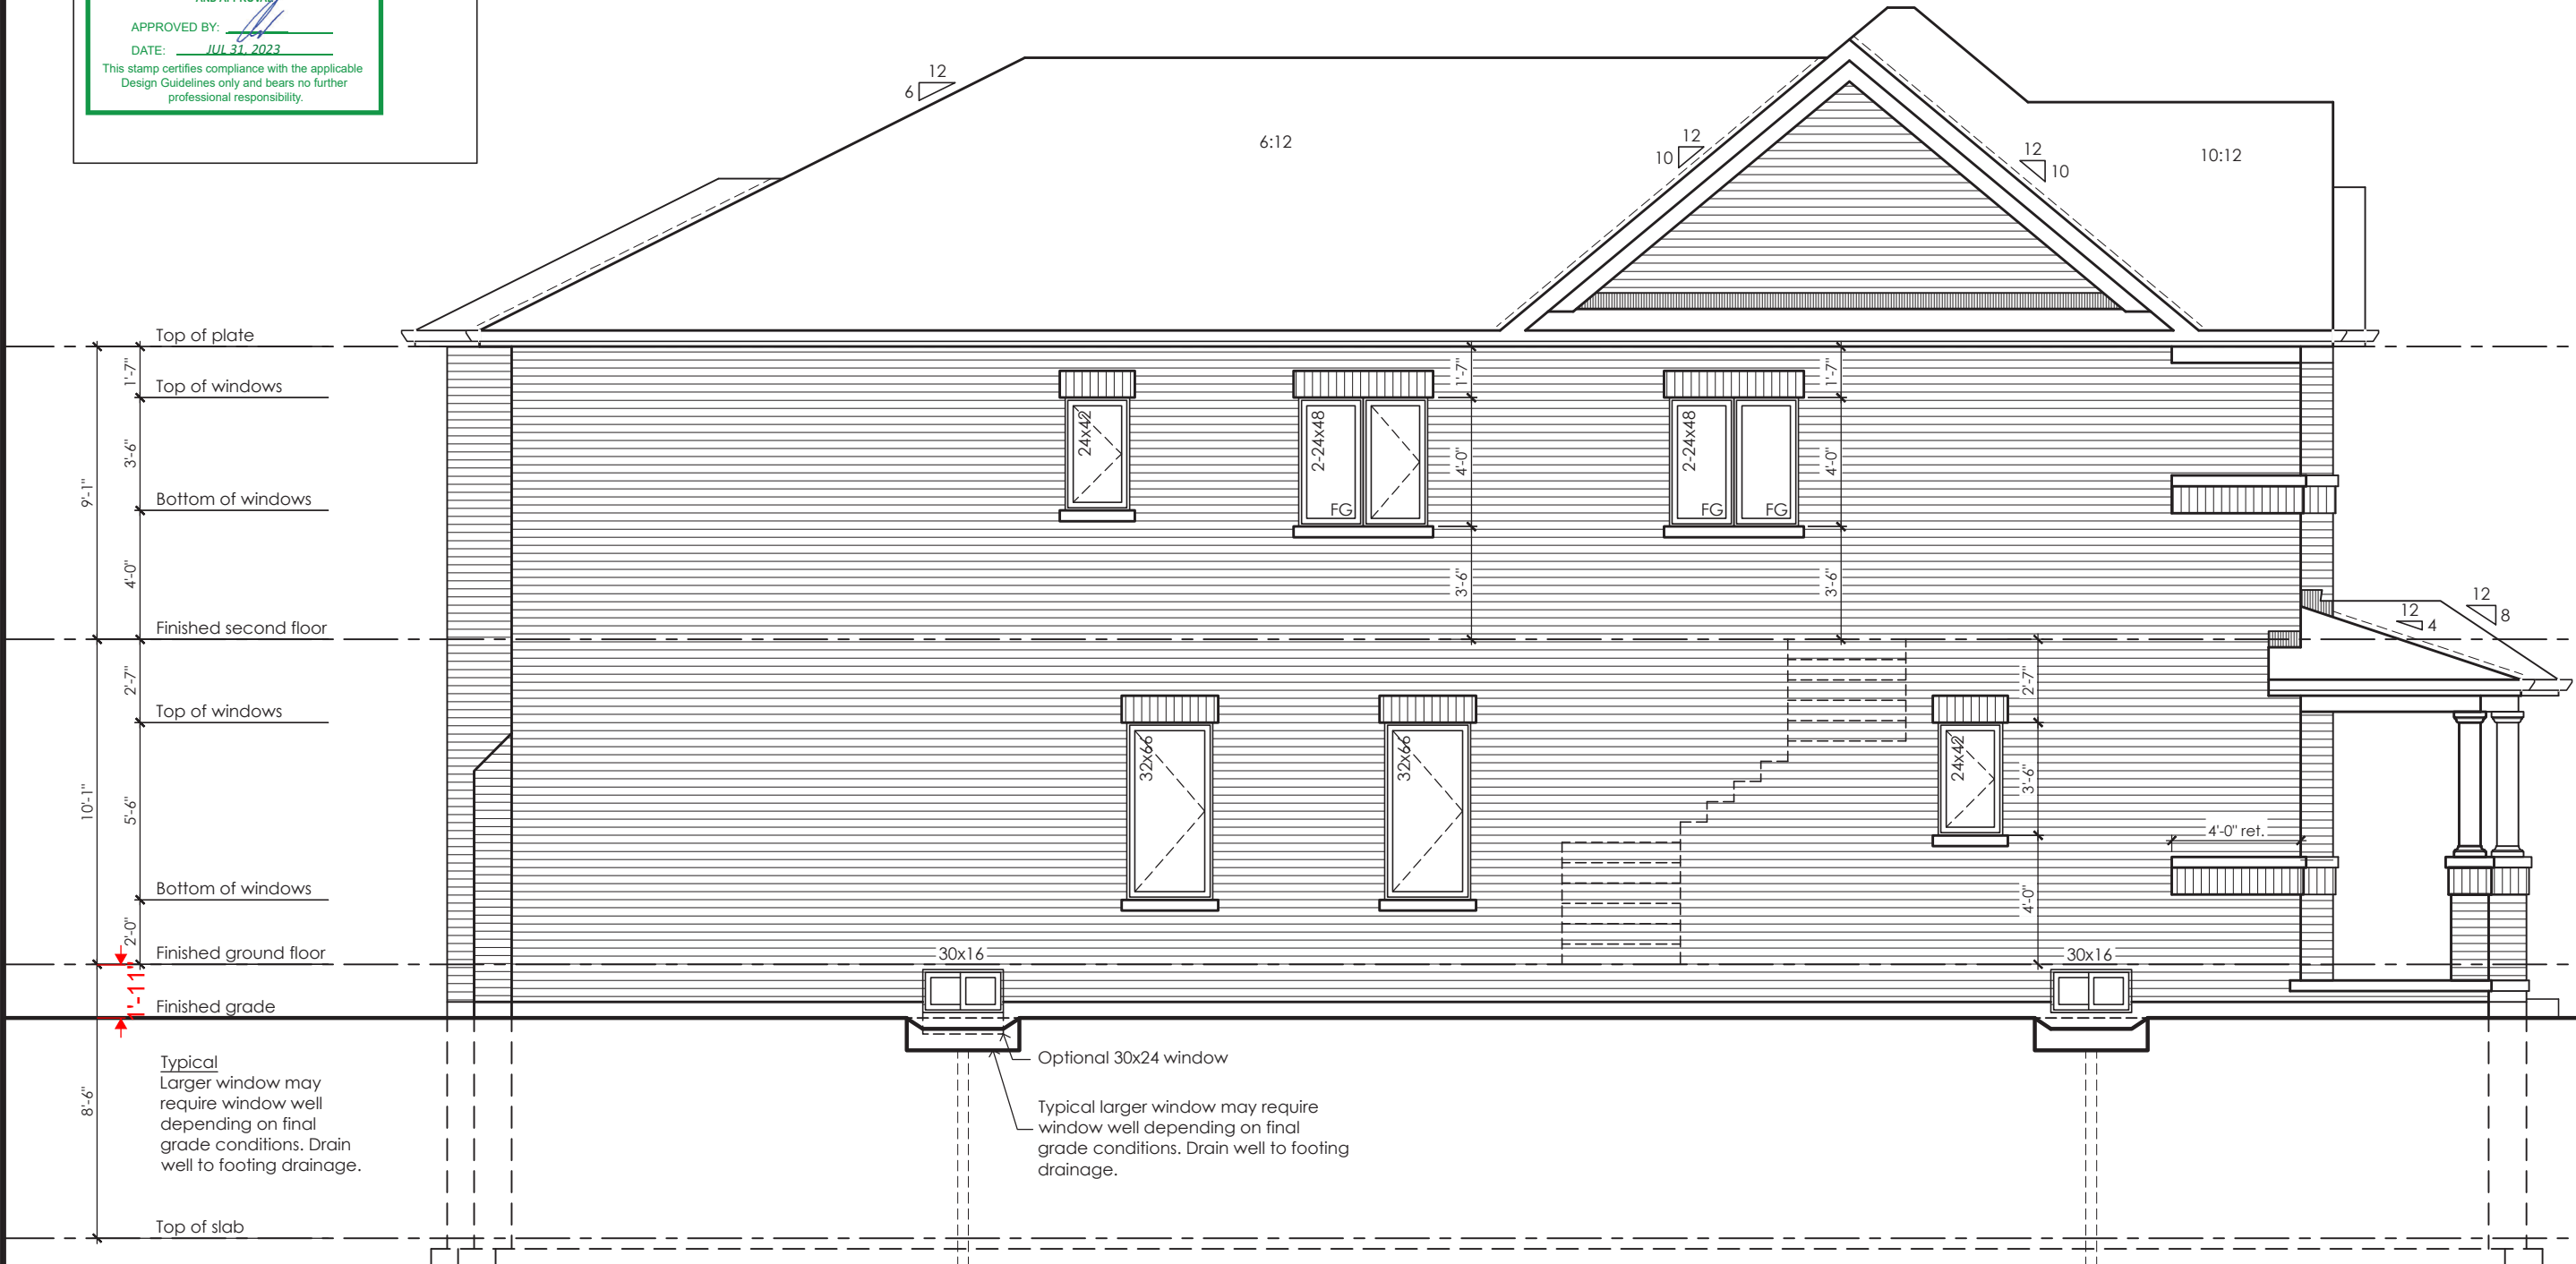 AND APPROVAL
APPROVED BY:
DATE: JUL 31, 2023
This stamp certifies compliance with the applicable
Design Guidelines only and bears no further
professional responsibility.
12
6
6:12
12
10
12
10
10:12
Top of plate
1'-7"
Top of windows
3'-6"
9'-1"
Bottom of windows
4'-0"
Finished second floor
2'-7"
Top of windows
10'-1"
5'-6"
Bottom of windows
2'-0"
Finished ground floor
1'-11"
Finished grade
8'-6"
Top of slab
24x42
2-24x48
FG
1'-7"
4'-0"
3'-6"
2-24x48
FG
FG
1'-7"
4'-0"
3'-6"
12
4
12
8
32x66
32x66
2'-7"
24x42
3'-6"
4'-0"
4'-0" ret.
30x16
30x16
Typical
Larger window may
require window well
depending on final
grade conditions. Drain
well to footing drainage.
Optional 30x24 window
Typical larger window may require
window well depending on final
grade conditions. Drain well to footing
drainage.